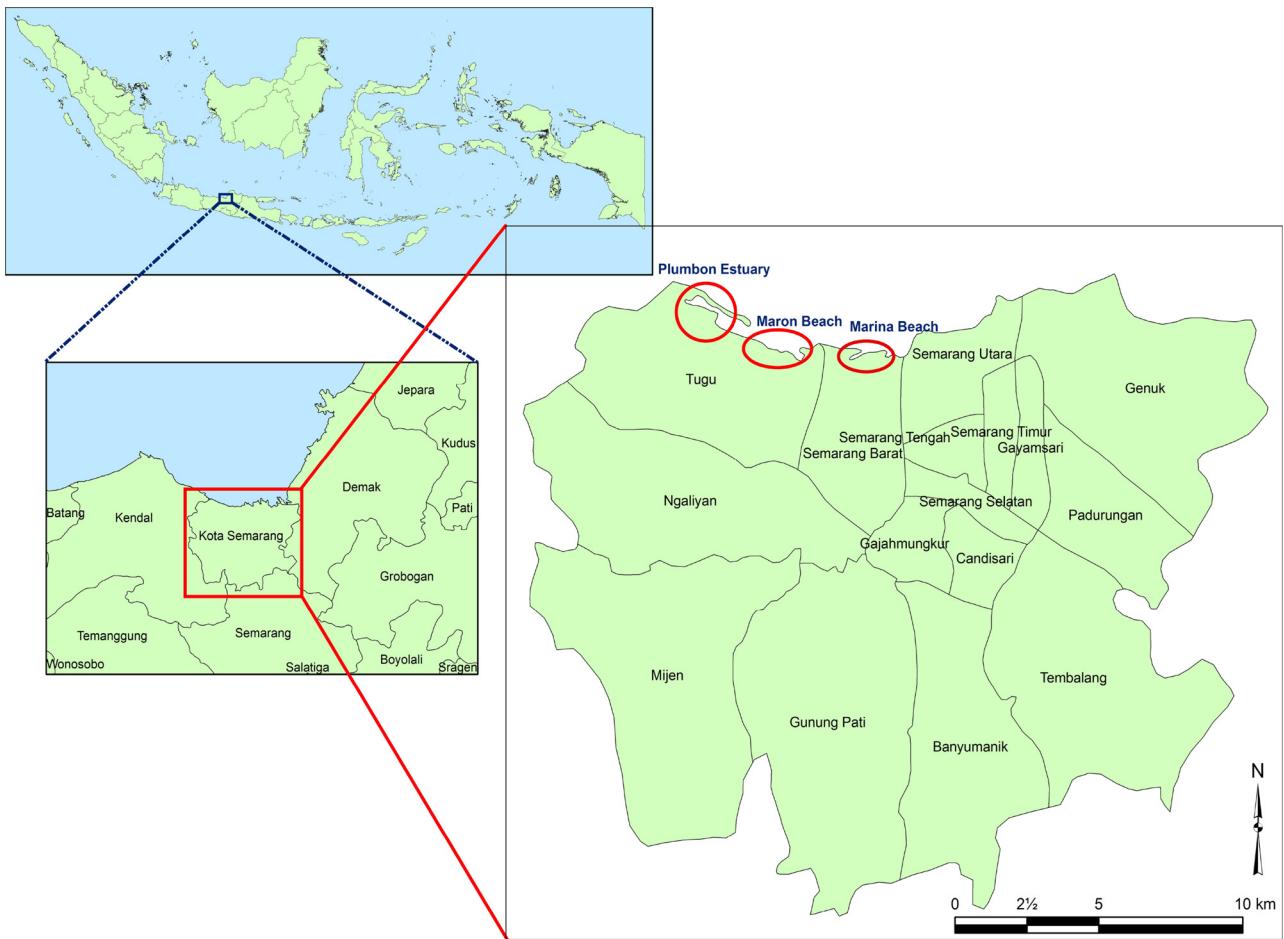 Plumbon Estuary
Maron Beach
Marina Beach
Semarang Utara
Tugu
Genuk
Semarang Tengah
Semarang Timur
Semarang Barat
Gayamsari
Ngaliyan
Semarang Selatan
Padurungan
Gajahmungkur
Candisari
Mijen
Tembalang
Gunung Pati
Banyumanik
N
0 2½ 5 10 km
Jepara
Kudus
Demak
Batang
Kendal
Pati
Kota Semarang
Grobogan
Temanggung
Semarang
Boyolali
Wonosobo
Salatiga
Sragen